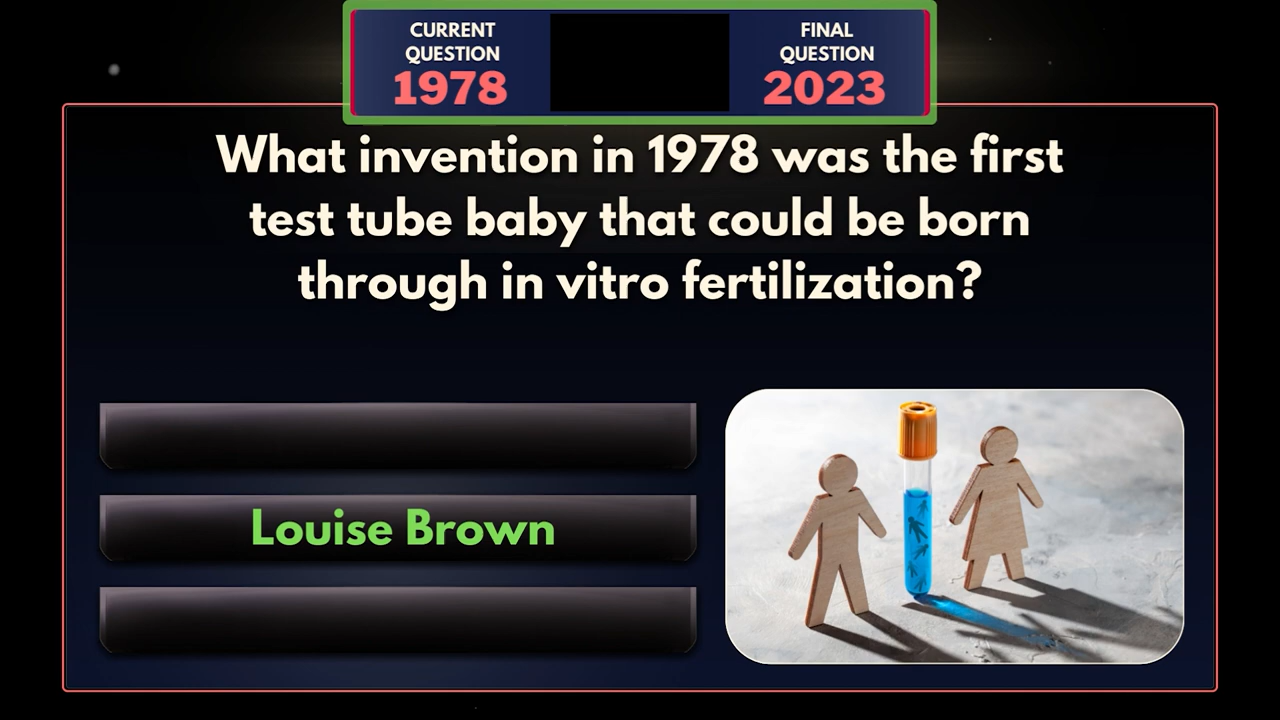 CURRENT
QUESTION
1978
FINAL
QUESTION
2023
What invention in 1978 was the first
test tube baby that could be born
through in vitro fertilization?
Louise Brown